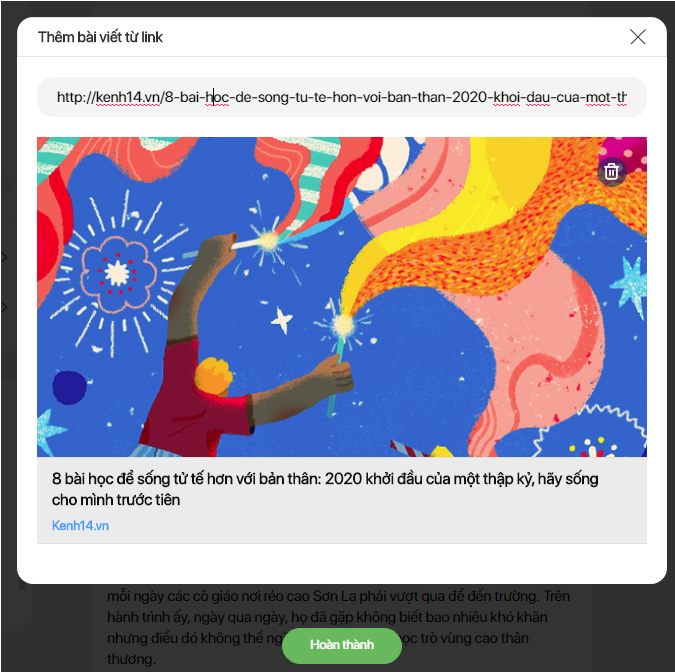 Thêm bài viết từ link
http://kenh14.vn/8-bai-hoc-de-song-tu-te-hon-voi-ban-than-2020-khoi-dau-cua-mot-th
8 bài học để sống tử tế hơn với bản thân: 2020 khởi đầu của một thập kỷ, hãy sống
cho mình trước tiên
Kenh14.vn
mỗi ngày các cô giáo nơi rẻo cao Sơn La phải vượt qua để đến trường. Trên
hành trình ấy, ngày qua ngày, họ đã gặp không biết bao nhiêu khó khăn
nhưng điều đó không thể trò vùng cao thân
thương.
Hoàn thành